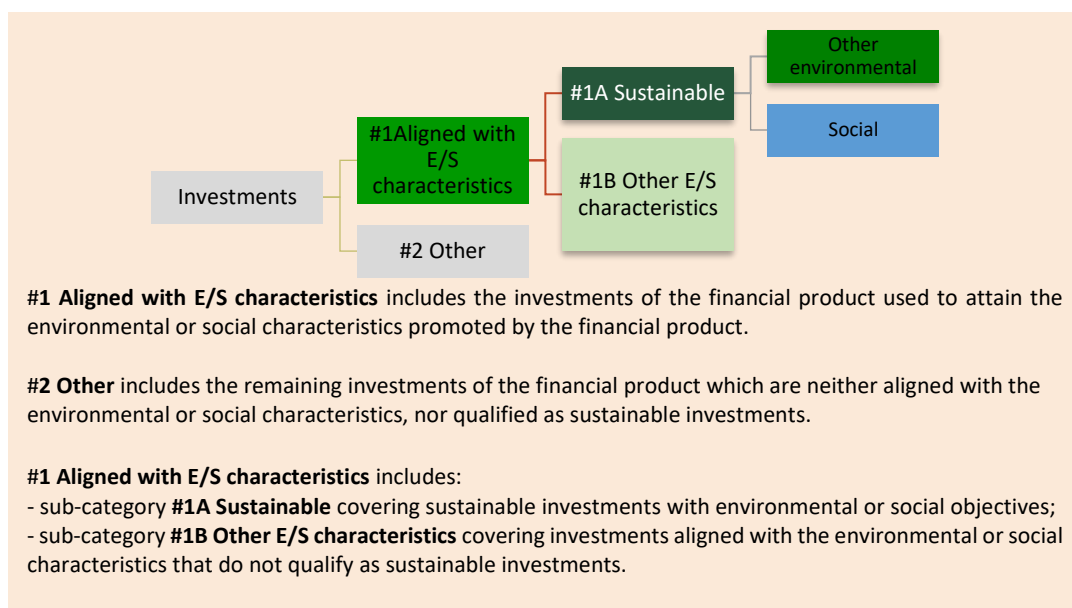 Other
environmental
#1A Sustainable
Social
#1Aligned with
E/S
characteristics
#1B Other E/S
characteristics
Investments
#2 Other
#1 Aligned with E/S characteristics includes the investments of the financial product used to attain the
environmental or social characteristics promoted by the financial product.
#2 Other includes the remaining investments of the financial product which are neither aligned with the
environmental or social characteristics, nor qualified as sustainable investments.
#1 Aligned with E/S characteristics includes:
- sub-category #1A Sustainable covering sustainable investments with environmental or social objectives;
- sub-category #1B Other E/S characteristics covering investments aligned with the environmental or social
characteristics that do not qualify as sustainable investments.